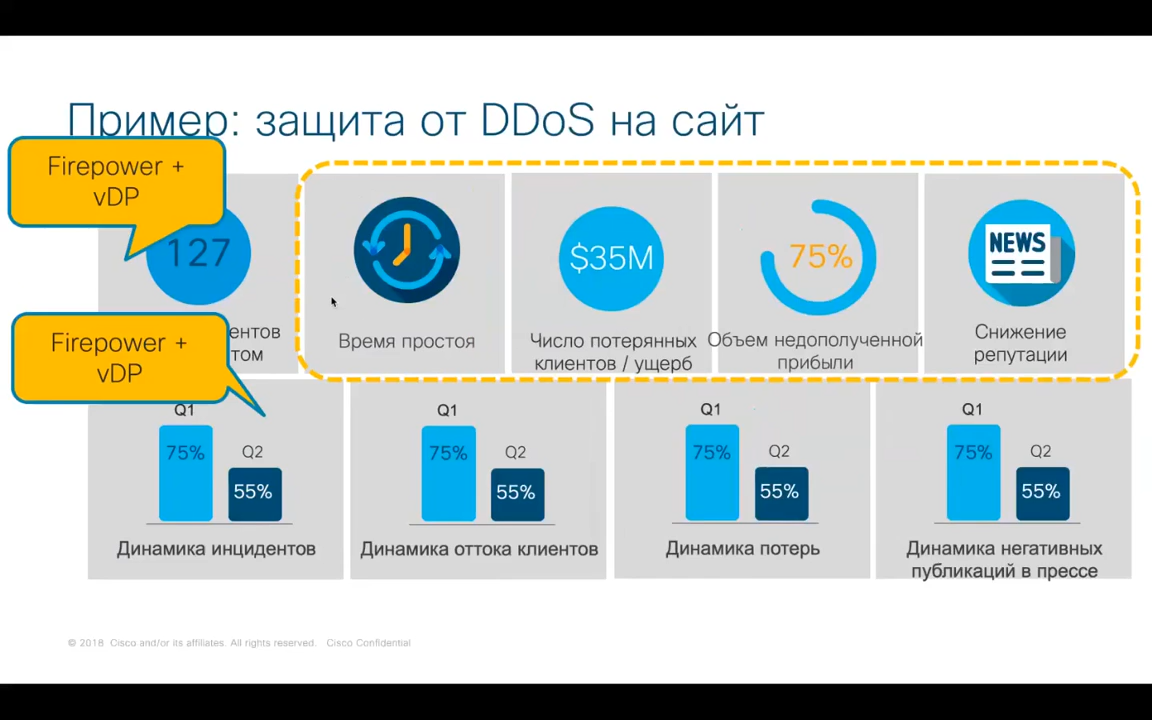 Пример: защита от DDoS на сайт
Firepower +
vDP
127
$35M
75%
NEWS
Время простоя
Число потерянных
клиентов / ущерб
Объем недополученной
прибыли
Снижение
репутации
Firepower +
vDP
Q1
75%
Q2
55%
Динамика инцидентов
Q1
75%
Q2
55%
Динамика оттока клиентов
Q1
75%
Q2
55%
Динамика потерь
Q1
75%
Q2
55%
Динамика негативных
публикаций в прессе
© 2018 Cisco and/or its affiliates. All rights reserved. Cisco Confidential